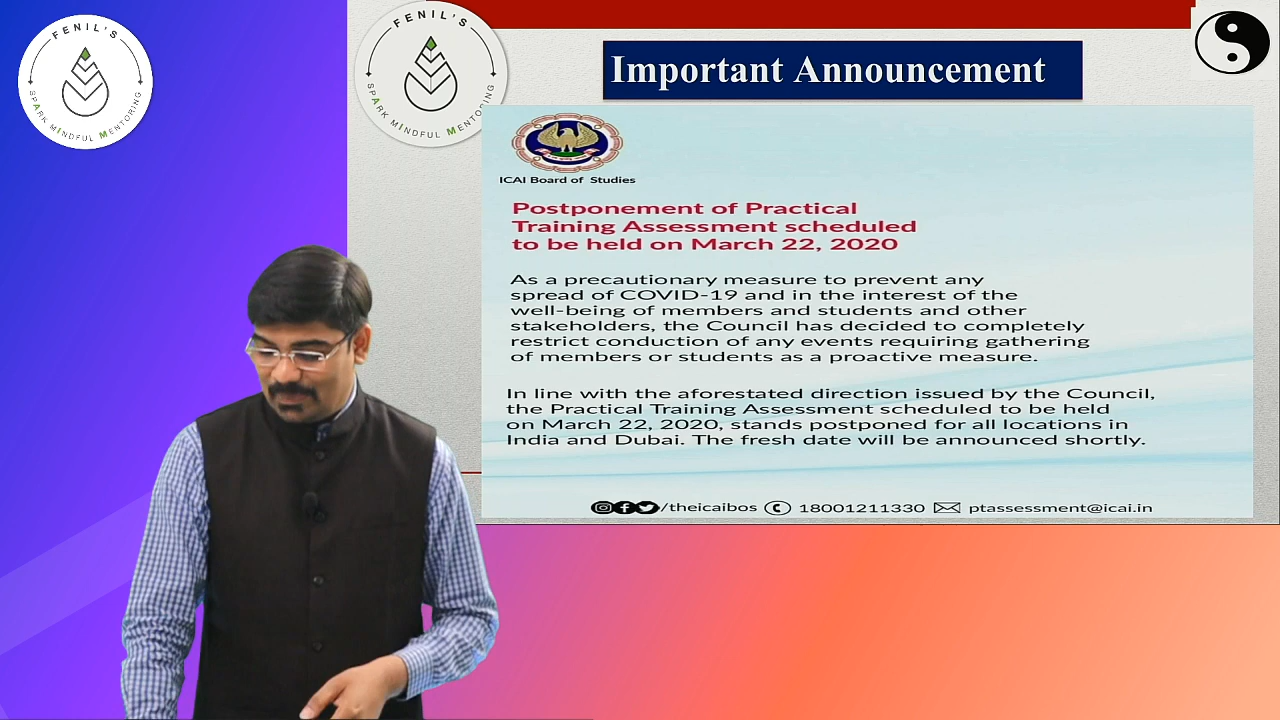 FENIL'S
SPARK MINDFUL MENTORING
FENIL'S
SPARK MINDFUL MENTORING
Important Announcement
ICAI Board of Studies
Postponement of Practical
Training Assessment scheduled
to be held on March 22, 2020
As a precautionary measure to prevent any
spread of COVID-19 and in the interest of the
well-being of members and students and other
stakeholders, the Council has decided to completely
restrict conduction of any events requiring gathering
of members or students as a proactive measure.
In line with the aforestated direction issued by the Council,
the Practical Training Assessment scheduled to be held
on March 22, 2020, stands postponed for all locations in
India and Dubai. The fresh date will be announced shortly.
/theicaibos 18001211330 ptassessment@icai.in